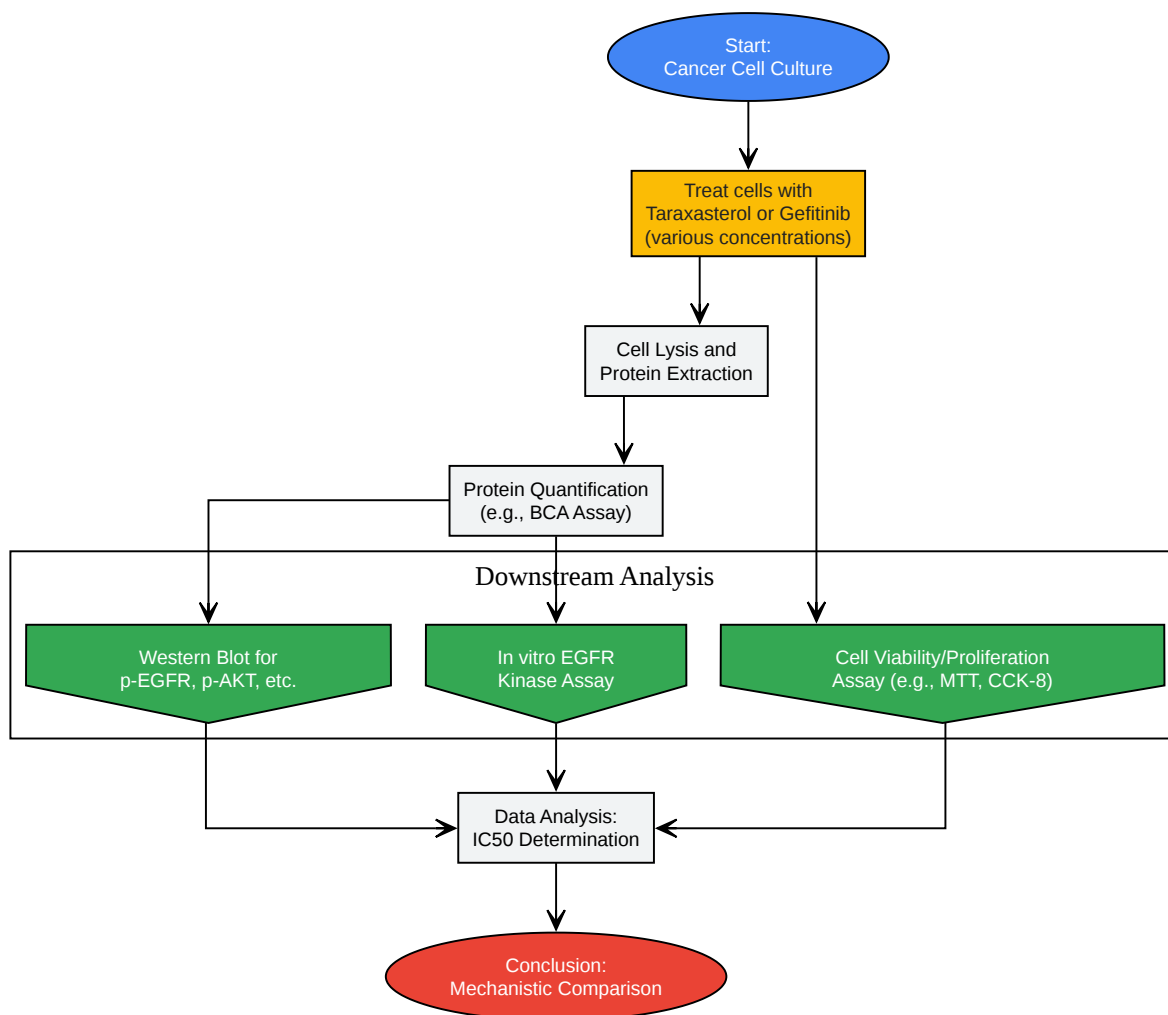 Start:
Cancer Cell Culture
Treat cells with
Taraxasterol or Gefitinib
(various concentrations)
Cell Lysis and
Protein Extraction
Protein Quantification
(e.g., BCA Assay)
Downstream Analysis
Western Blot for
p-EGFR, p-AKT, etc.
In vitro EGFR
Kinase Assay
Cell Viability/Proliferation
Assay (e.g., MTT, CCK-8)
Data Analysis:
IC50 Determination
Conclusion:
Mechanistic Comparison